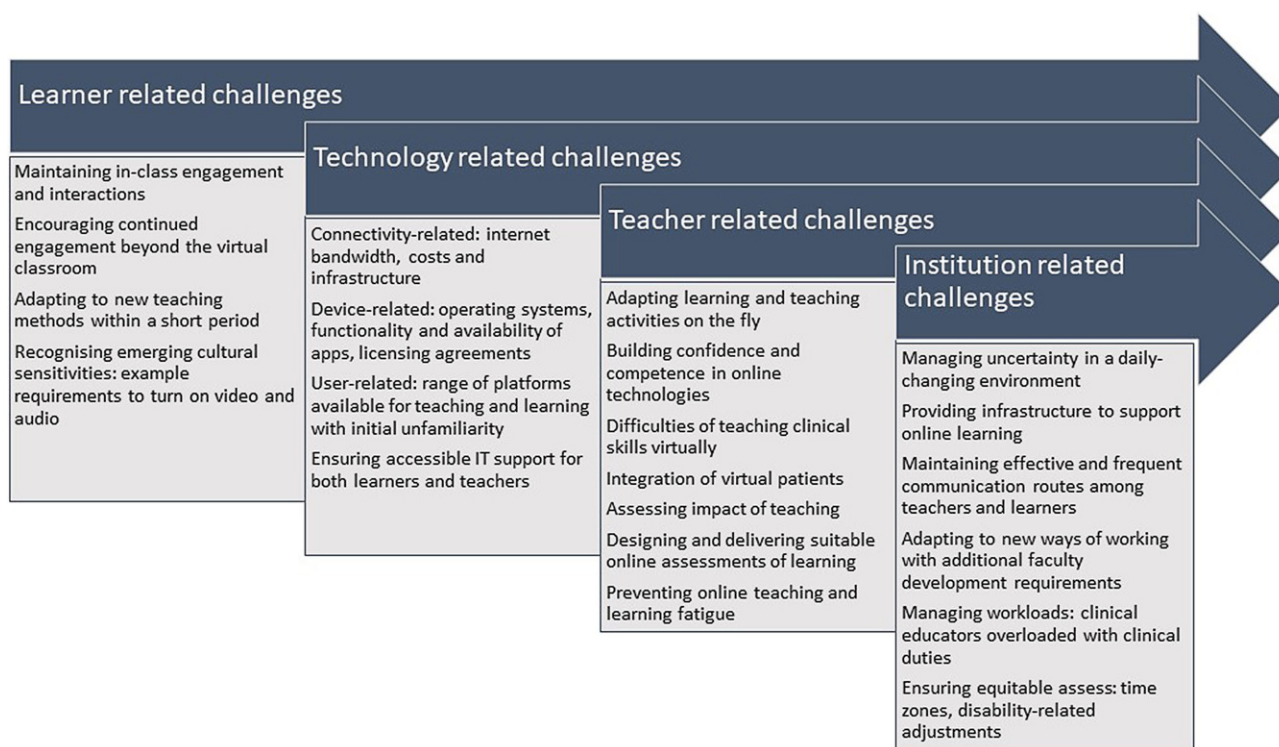 Learner related challenges
Maintaining in-class engagement
and interactions
Encouraging continued
engagement beyond the virtual
classroom
Adapting to new teaching
methods within a short period
Recognising emerging cultural
sensitivities: example
requirements to turn on video and
audio
Technology related challenges
Connectivity-related: internet
bandwidth, costs and
infrastructure
Device-related: operating systems,
functionality and availability of
apps, licensing agreements
User-related: range of platforms
available for teaching and learning
with initial unfamiliarity
Ensuring accessible IT support for
both learners and teachers
Teacher related challenges
Adapting learning and teaching
activities on the fly
Building confidence and
competence in online
technologies
Difficulties of teaching clinical
skills virtually
Integration of virtual patients
Assessing impact of teaching
Designing and delivering suitable
online assessments of learning
Preventing online teaching and
learning fatigue
Institution related
challenges
Managing uncertainty in a daily-
changing environment
Providing infrastructure to support
online learning
Maintaining effective and frequent
communication routes among
teachers and learners
Adapting to new ways of working
with additional faculty
development requirements
Managing workloads: clinical
educators overloaded with clinical
duties
Ensuring equitable assess: time
zones, disability-related
adjustments